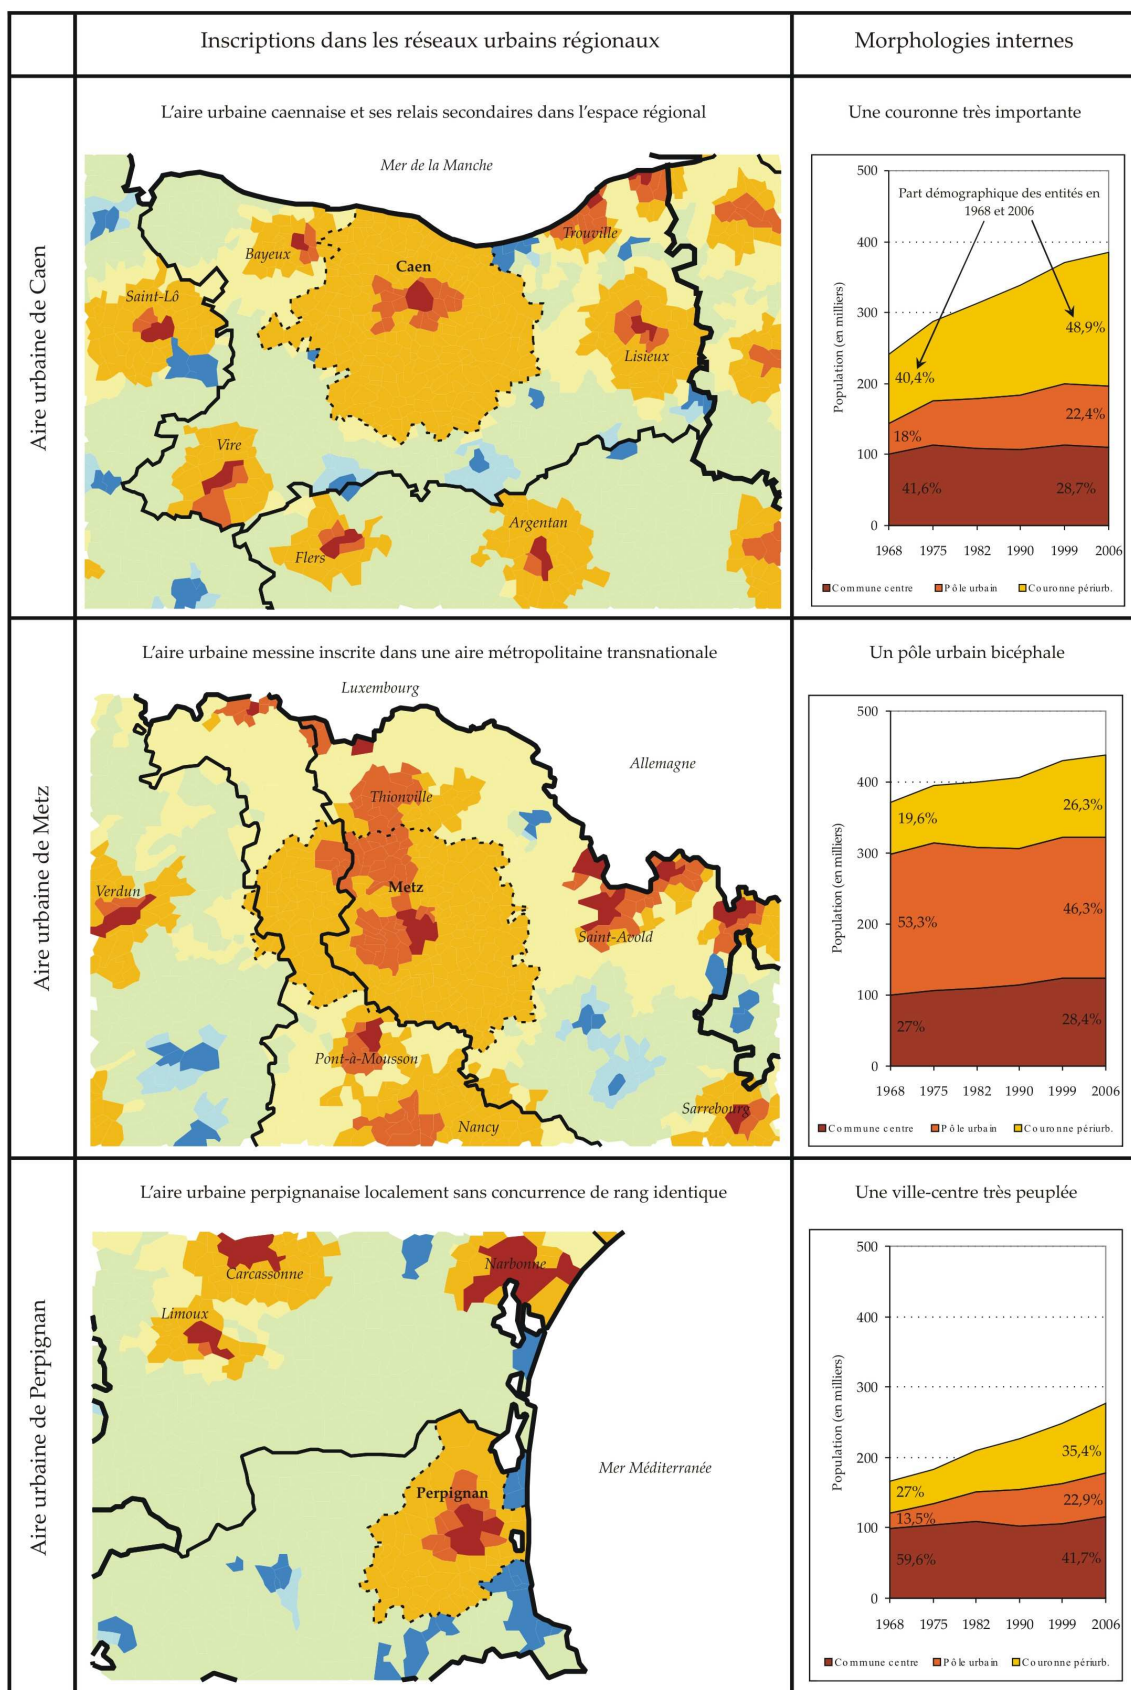 Inscriptions dans les réseaux urbains régionaux
Morphologies internes
Aire urbaine de Caen
L'aire urbaine caennaise et ses relais secondaires dans l'espace régional
Mer de la Manche
Bayeux
Caen
Trouville
Saint-Lô
Lisieux
Vire
Argentan
Flers
Une couronne très importante
Population (en milliers)
500
400
300
200
100
0
Part démographique des entités en
1968 et 2006
48,9%
40,4%
22,4%
18%
41,6%
28,7%
1968 1975 1982 1990 1999 2006
Commune centre Pôle urbain Couronne périurb.
Aire urbaine de Metz
L'aire urbaine messine inscrite dans une aire métropolitaine transnationale
Luxembourg
Allemagne
Thionville
Verdun
Metz
Saint-Avold
Pont-à-Mousson
Nancy
Sarrebourg
Un pôle urbain bicéphale
Population (en milliers)
500
400
300
200
100
0
19,6%
26,3%
53,3%
46,3%
27%
28,4%
1968 1975 1982 1990 1999 2006
Commune centre Pôle urbain Couronne périurb.
Aire urbaine de Perpignan
L'aire urbaine perpignanaise localement sans concurrence de rang identique
Carcassonne
Narbonne
Limoux
Mer Méditerranée
Perpignan
Une ville-centre très peuplée
Population (en milliers)
500
400
300
200
100
0
35,4%
27%
22,9%
13,5%
59,6%
41,7%
1968 1975 1982 1990 1999 2006
Commune centre Pôle urbain Couronne périurb.